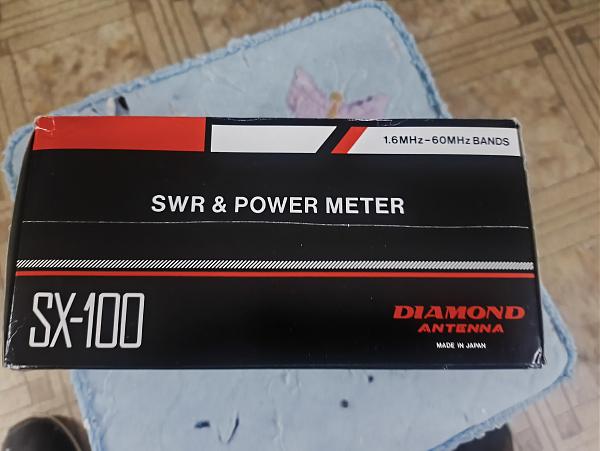 1.6MHz-60MHz BANDS
SWR & POWER METER
SX-100
DIAMOND
ANTENNA
MADE IN JAPAN